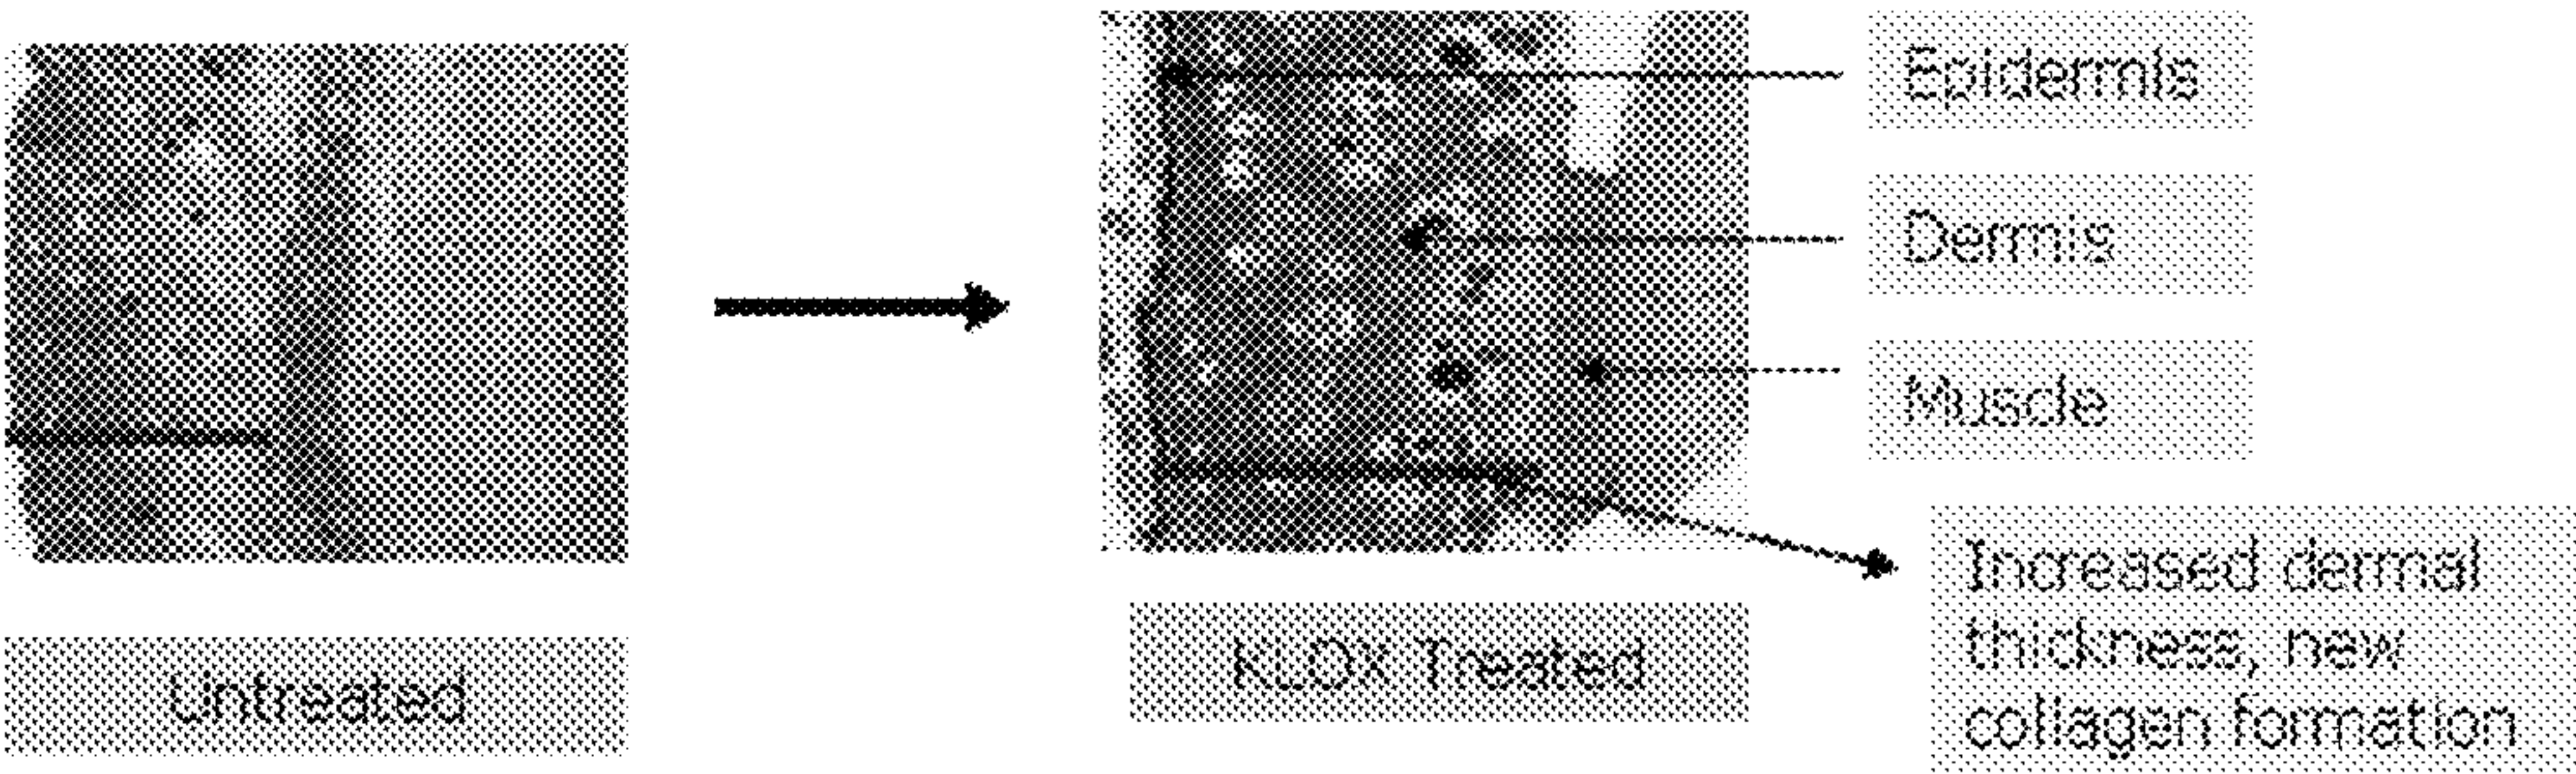 Epidermis
Dermis
Muscle
Increased dermal
thickness, new
collagen formation
Untreated
KLOX Treated